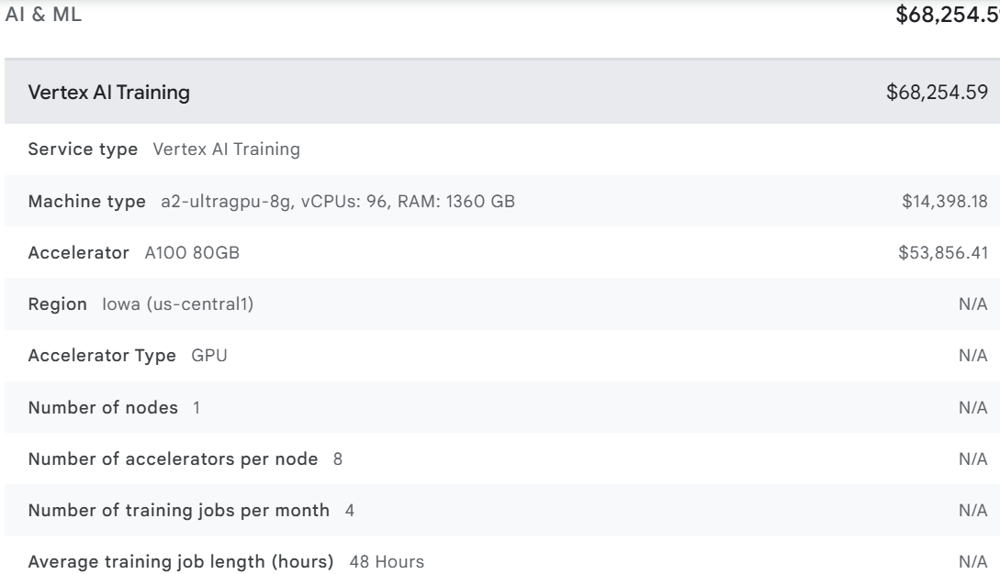 AI & ML $68,254.5
Vertex AI Training $68,254.59
Service type Vertex AI Training
Machine type a2-ultragpu-8g, vCPUs: 96, RAM: 1360 GB $14,398.18
Accelerator A100 80GB $53,856.41
Region Iowa (us-central1) N/A
Accelerator Type GPU N/A
Number of nodes 1 N/A
Number of accelerators per node 8 N/A
Number of training jobs per month 4 N/A
Average training job length (hours) 48 Hours N/A